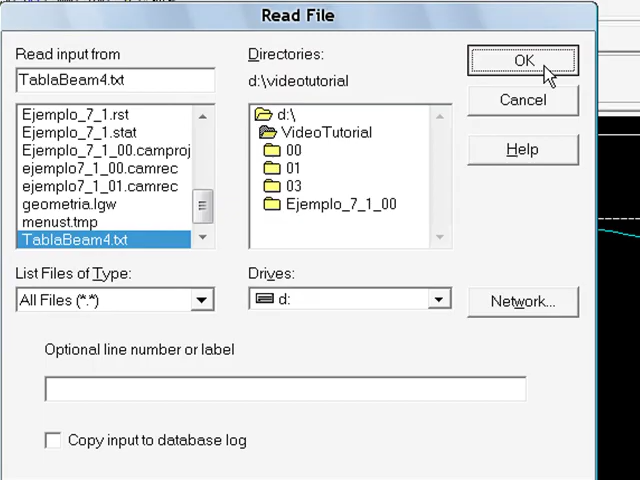 Read File
Read input from
TablaBeam4.txt
Ejemplo_7_1.rst
Ejemplo_7_1.stat
Ejemplo_7_1_00.camproj
ejemplo7_1_00.camrec
ejemplo7_1_01.camrec
geometria.lgw
menust.tmp
TablaBeam4.txt
List Files of Type:
All Files (*.*)
Directories:
d:\videotutorial
d:\
VideoTutorial
00
01
03
Ejemplo_7_1_00
Drives:
d:
OK
Cancel
Help
Network...
Optional line number or label
Copy input to database log